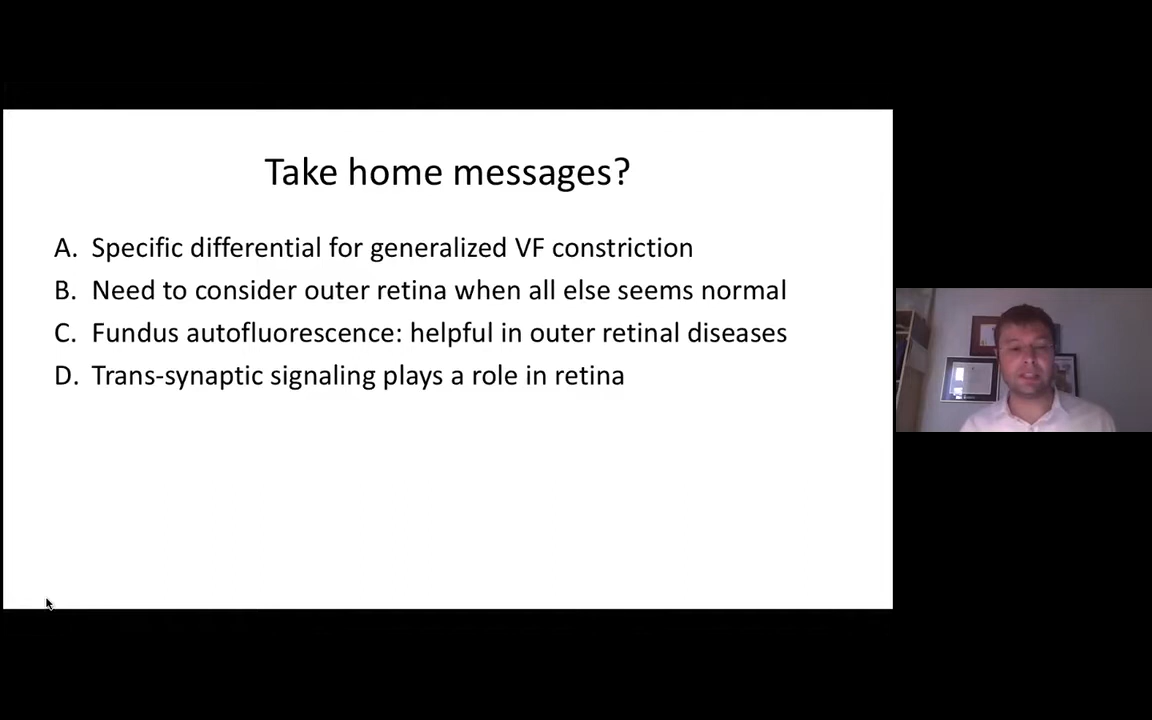 Take home messages?
A. Specific differential for generalized VF constriction
B. Need to consider outer retina when all else seems normal
C. Fundus autofluorescence: helpful in outer retinal diseases
D. Trans-synaptic signaling plays a role in retina